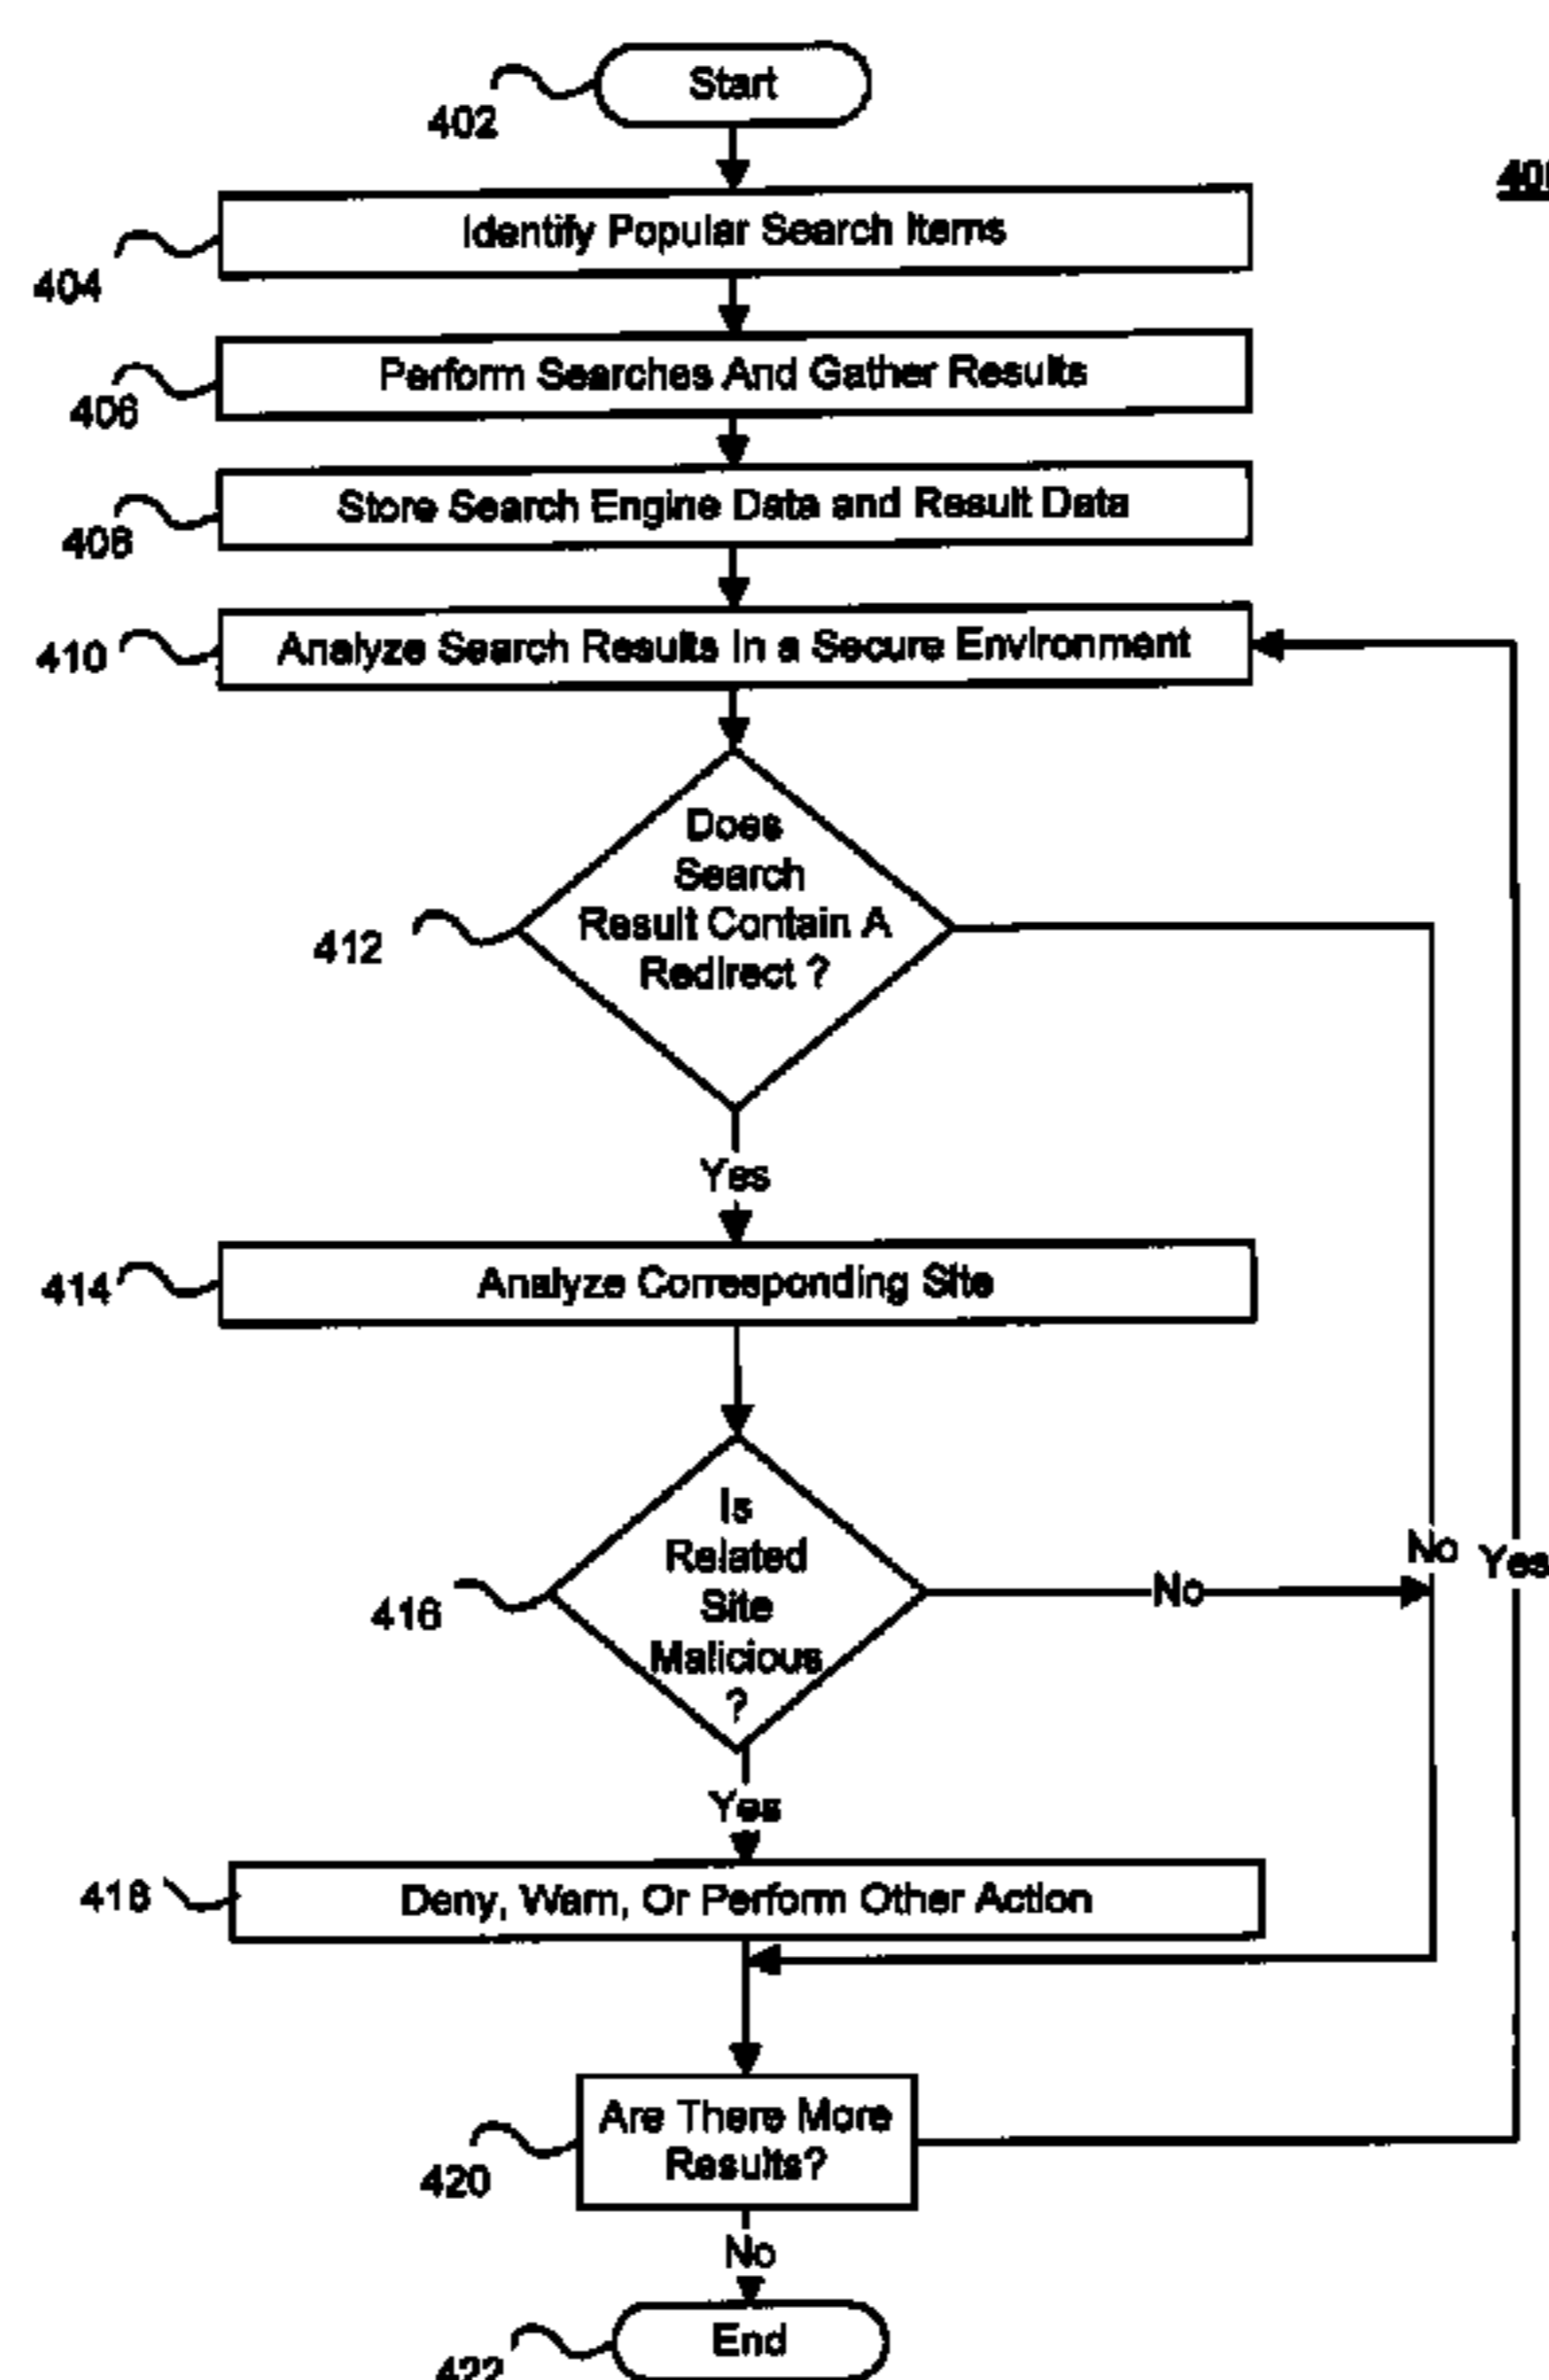 Start
402
Identify Popular Search Items
404
Perform Searches And Gather Results
406
Store Search Engine Data and Result Data
408
Analyze Search Results In a Secure Environment
410
Does
Search
Result Contain A
Redirect ?
412
Yes
Analyze Corresponding Site
414
Is
Related
Site
Malicious
?
416
No
No
Yes
Yes
Deny, Warn, Or Perform Other Action
418
Are There More
Results?
420
No
End
422